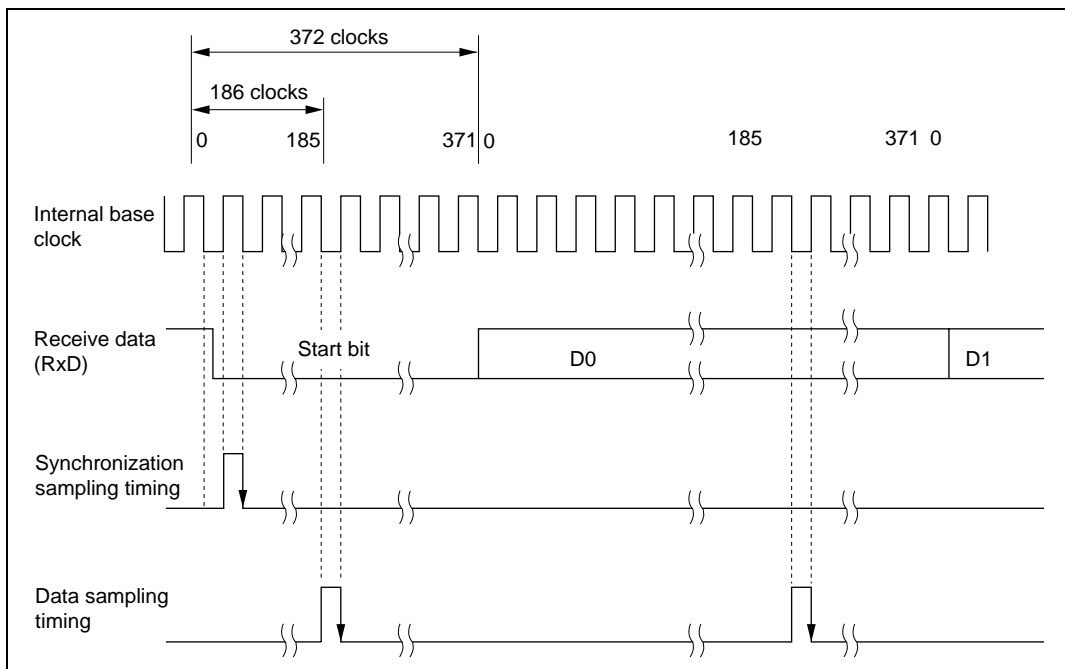 372 clocks
186 clocks
0 185 371 0 185 371 0
Internal base
clock
Receive data
(RxD)
Start bit
D0
D1
Synchronization
sampling timing
Data sampling
timing